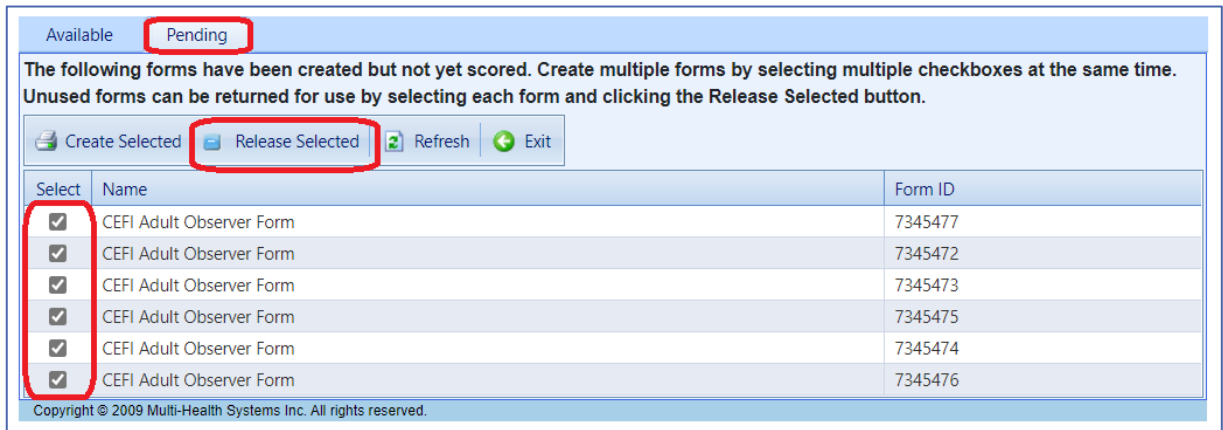 Available Pending
The following forms have been created but not yet scored. Create multiple forms by selecting multiple checkboxes at the same time.
Unused forms can be returned for use by selecting each form and clicking the Release Selected button.
Create Selected Release Selected Refresh Exit
Select Name Form ID
CEFI Adult Observer Form 7345477
CEFI Adult Observer Form 7345472
CEFI Adult Observer Form 7345473
CEFI Adult Observer Form 7345475
CEFI Adult Observer Form 7345474
CEFI Adult Observer Form 7345476
Copyright © 2009 Multi-Health Systems Inc. All rights reserved.